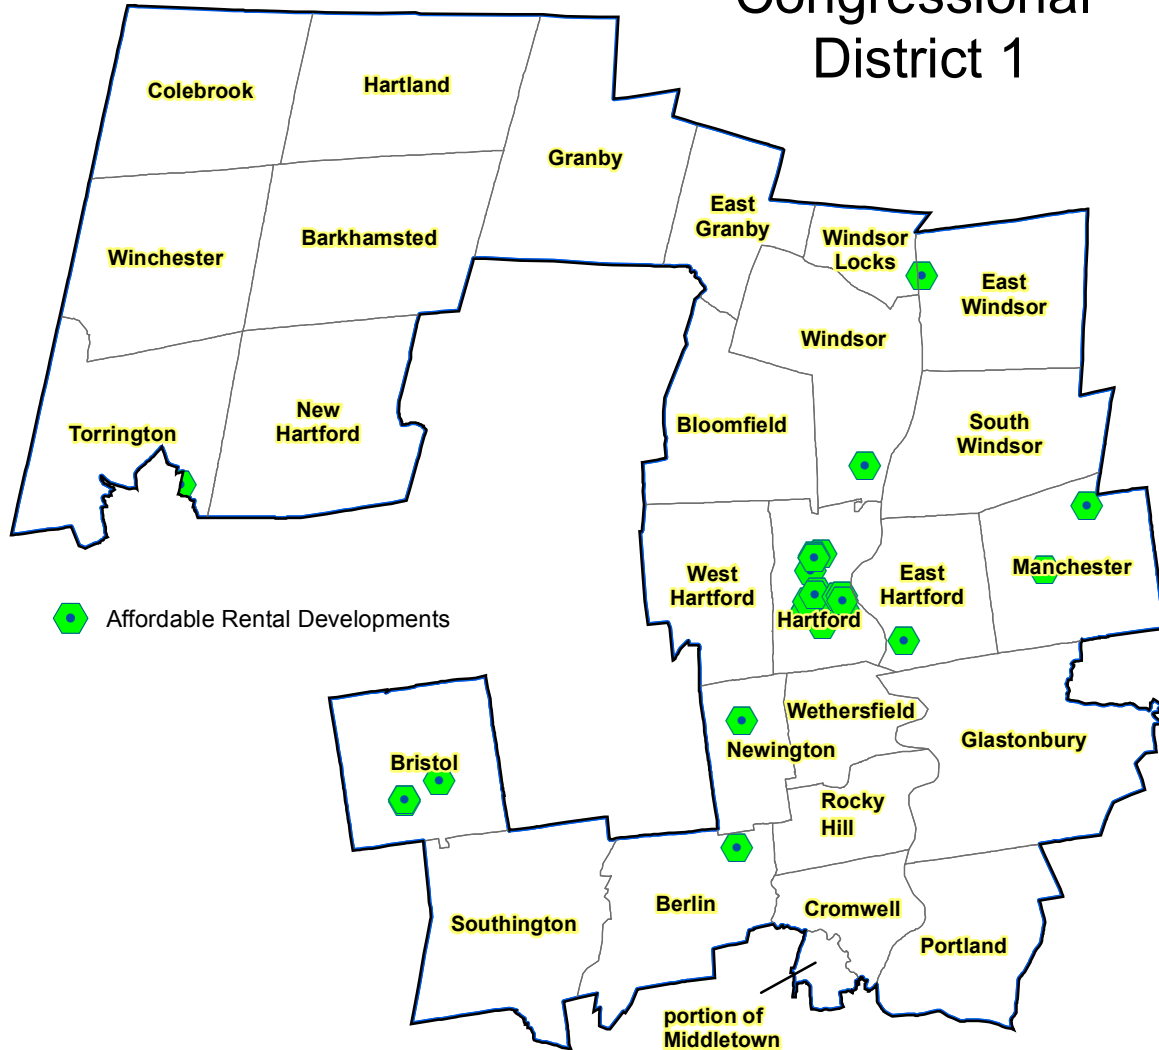 Congressional
District 1
Colebrook
Hartland
Granby
East
Granby
Windsor
Locks
East
Windsor
Winchester
Barkhamsted
Windsor
Torrington
New
Hartford
Bloomfield
South
Windsor
West
Hartford
Hartford
East
Hartford
Manchester
Affordable Rental Developments
Bristol
Newington
Wethersfield
Glastonbury
Rocky
Hill
Southington
Berlin
Cromwell
Portland
portion of
Middletown